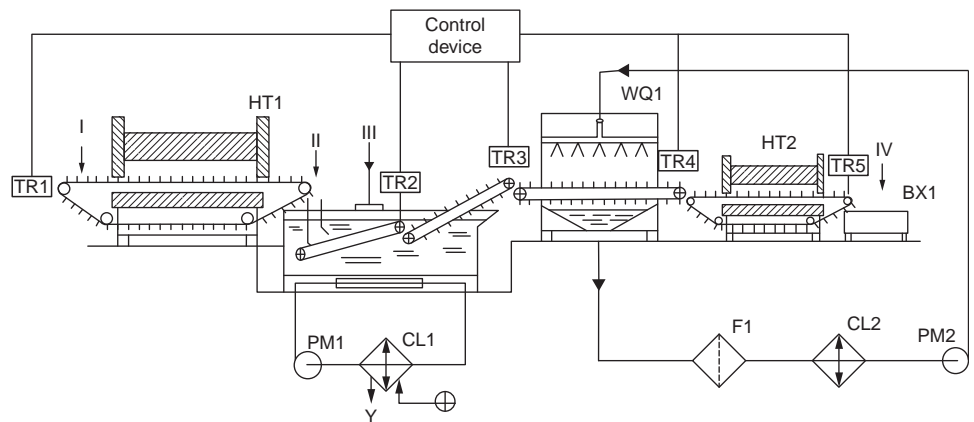 Control
device
HT1
WQ1
I
II
III
TR1
TR2
TR3
TR4
HT2
TR5
IV
BX1
PM1
CL1
Y
F1
CL2
PM2